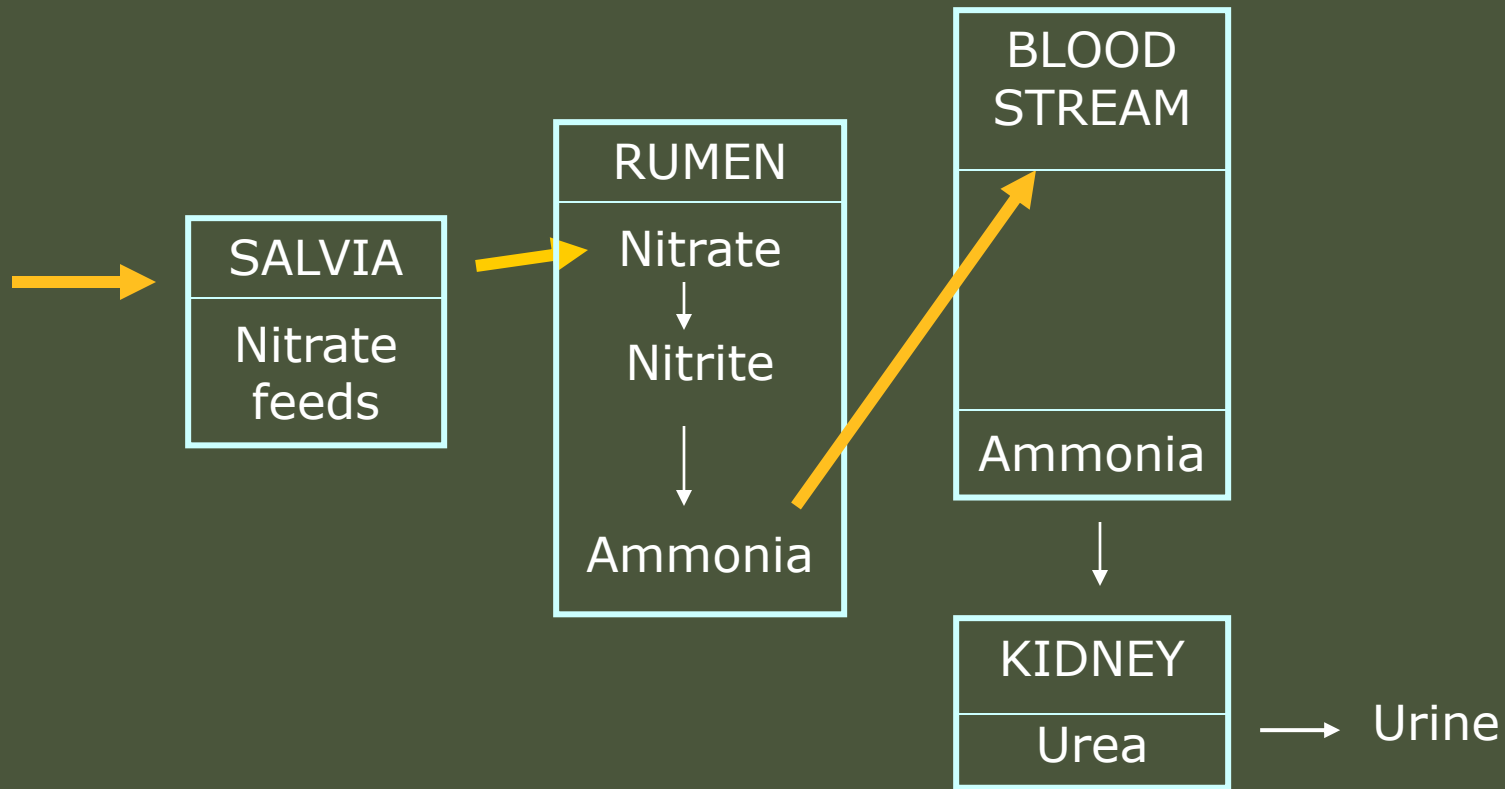 SALVIA
Nitrate
feeds
RUMEN
Nitrate
Nitrite
Ammonia
BLOOD
STREAM
Ammonia
KIDNEY
Urea
Urine